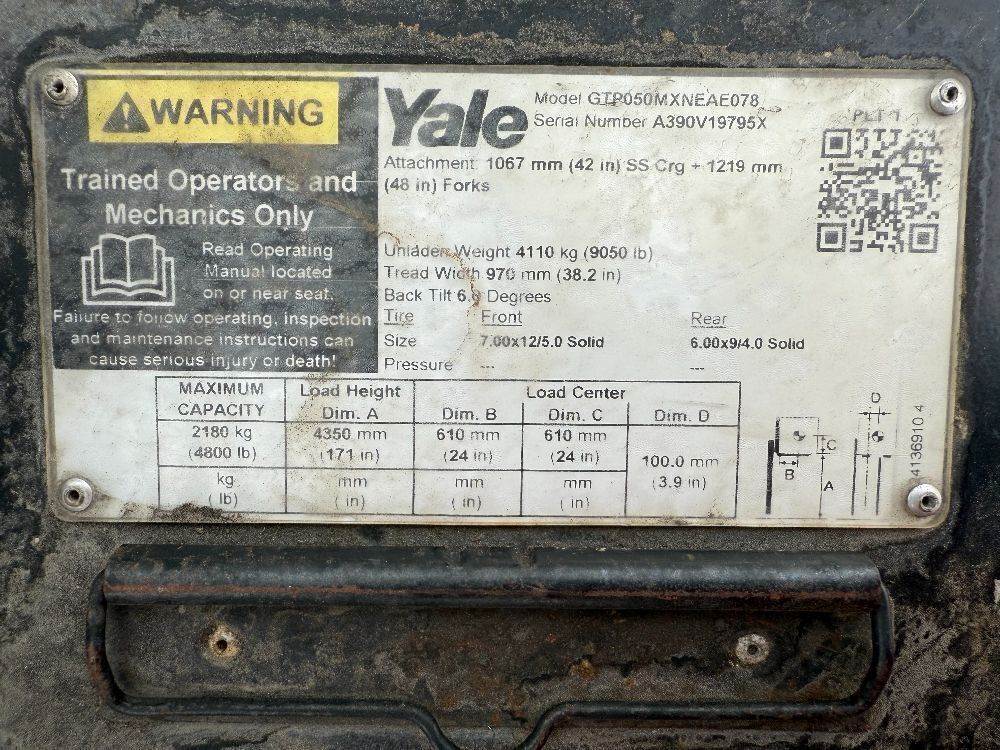 WARNING
Trained Operators and
Mechanics Only
Read Operating
Manual located
on or near seat.
Failure to follow operating, inspection
and maintenance instructions can
cause serious injury or death!
Yale
Model GTP050MXNEAE078
Serial Number A390V19795X
Attachment 1067 mm (42 in) SS Crg + 1219 mm
(48 in) Forks
Unladen Weight 4110 kg (9050 lb)
Tread Width 970 mm (38.2 in)
Back Tilt Degrees
Tire Front Rear
Size 7.00x12/5.0 Solid 6.00x9/4.0 Solid
Pressure --- ---
MAXIMUM CAPACITY Load Height Dim. A Load Center Dim. B Dim. C Dim. D
2180 kg (4800 lb) 4350 mm (171 in) 610 mm (24 in) 610 mm (24 in) 100.0 mm (3.9 in)
kg ( lb) mm ( in) mm ( in) mm ( in)
D
C
B
A
4136910 4